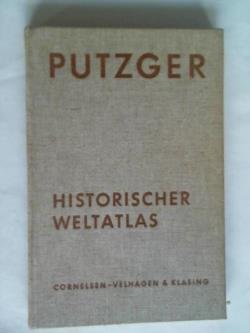 PUTZGER
HISTORISCHER
WELTATLAS
CORNELSEN-VELHAGEN & KLASING